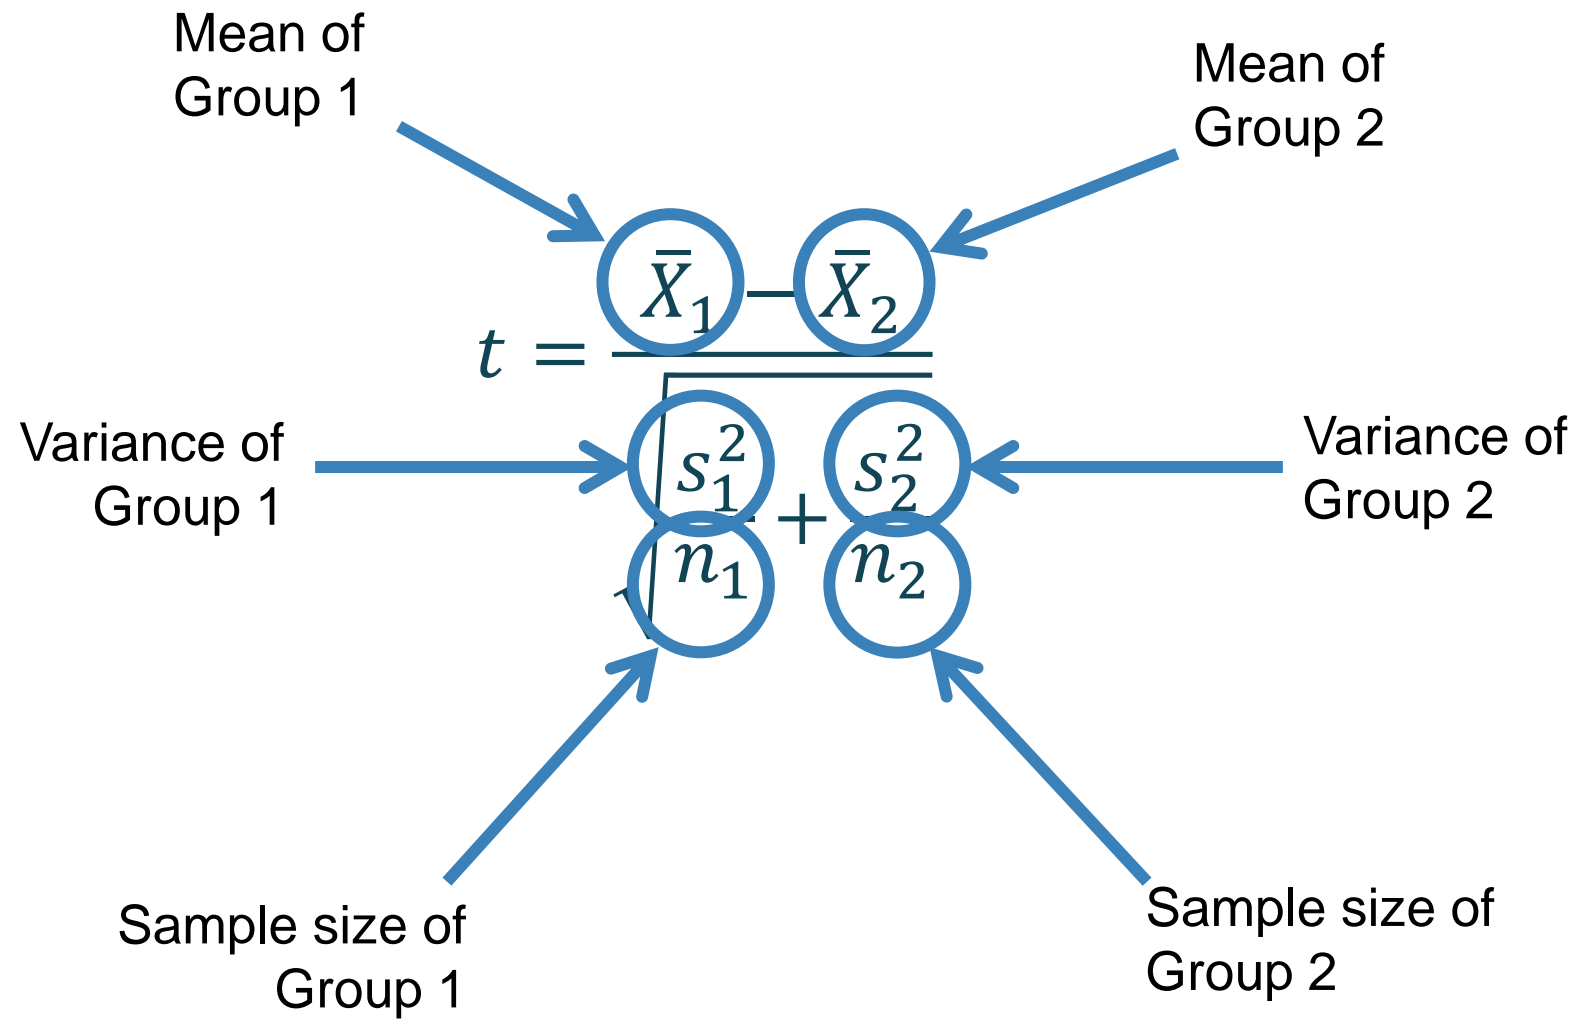 Mean of
Group 1
Mean of
Group 2
t = (X̄₁ − X̄₂) / √(s₁²/n₁ + s₂²/n₂)
Variance of
Group 1
Variance of
Group 2
Sample size of
Group 1
Sample size of
Group 2